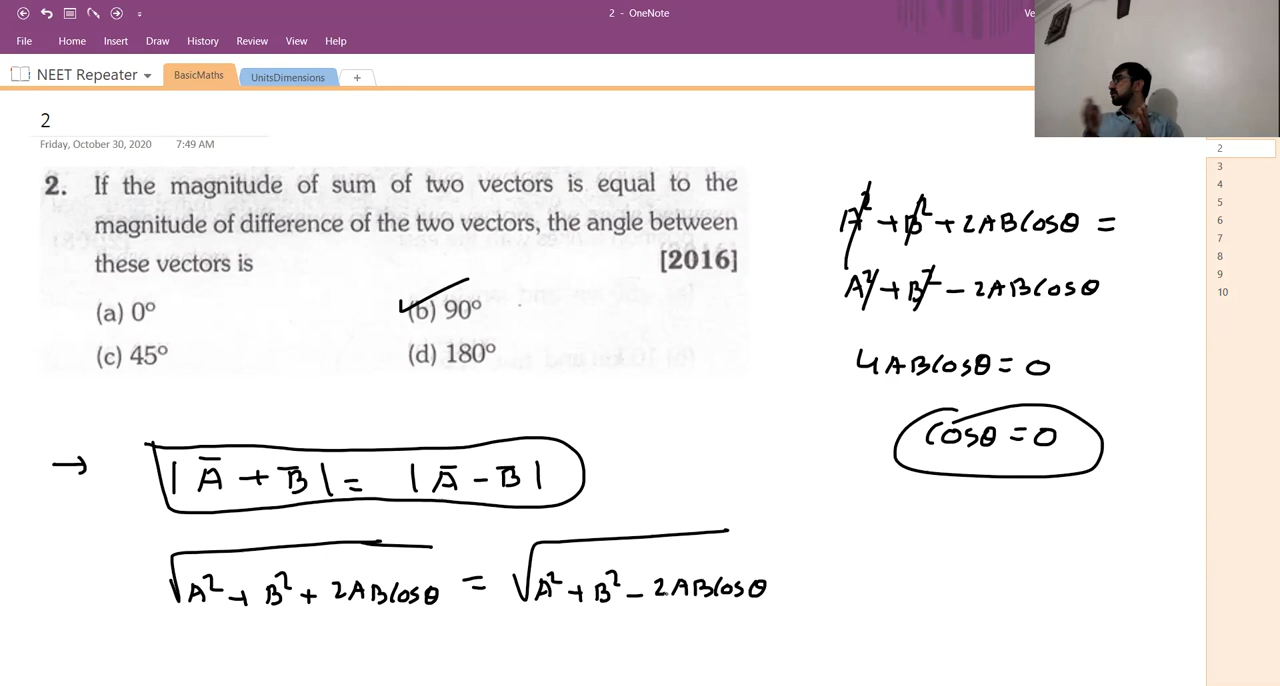 2 - OneNote
Ve
File Home Insert Draw History Review View Help
NEET Repeater BasicMaths UnitsDimensions +
2
Friday, October 30, 2020 7:49 AM
2. If the magnitude of sum of two vectors is equal to the
magnitude of difference of the two vectors, the angle between
these vectors is [2016]
(a) 0° (b) 90°
(c) 45° (d) 180°
→ |A̅ + B̅| = |A̅ - B̅|
√A² + B² + 2ABcosθ = √A² + B² - 2ABcosθ
A² + B² + 2ABcosθ =
A² + B² - 2ABcosθ
4ABcosθ = 0
cosθ = 0
2
3
4
5
6
7
8
9
10